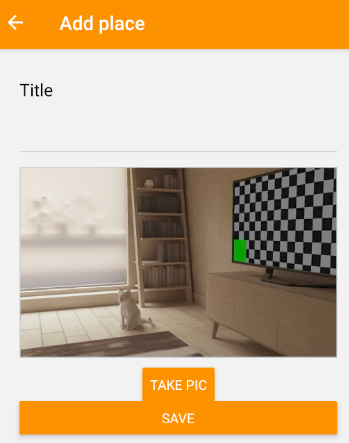 Add place
Title
TAKE PIC
SAVE